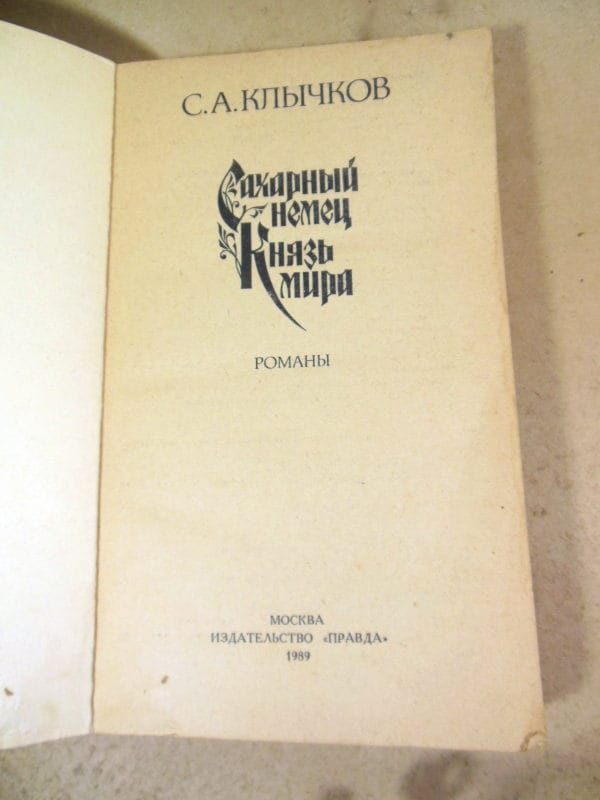 С. А. КЛЫЧКОВ
Сахарный
немец
Князь
мира
РОМАНЫ
МОСКВА
ИЗДАТЕЛЬСТВО «ПРАВДА»
1989